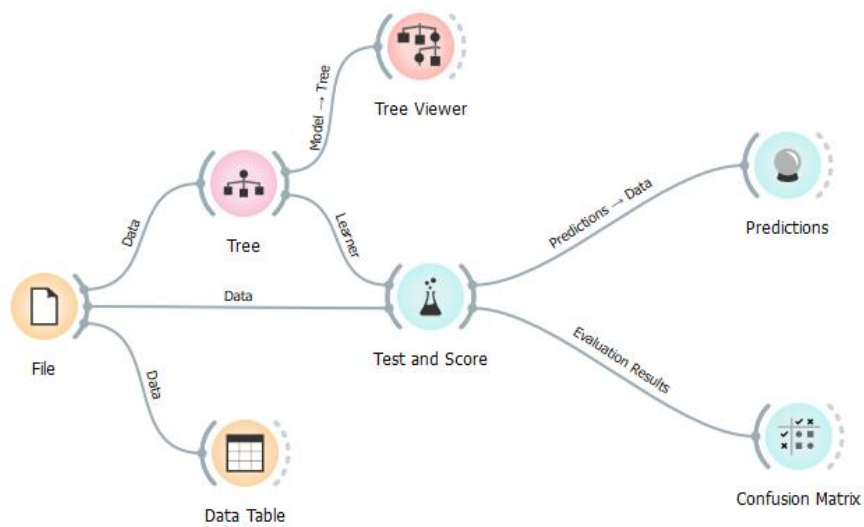 Tree Viewer
Model → Tree
Predictions → Data
Predictions
Data
Tree
Learner
Data
File
Test and Score
Data
Evaluation Results
Data Table
Confusion Matrix